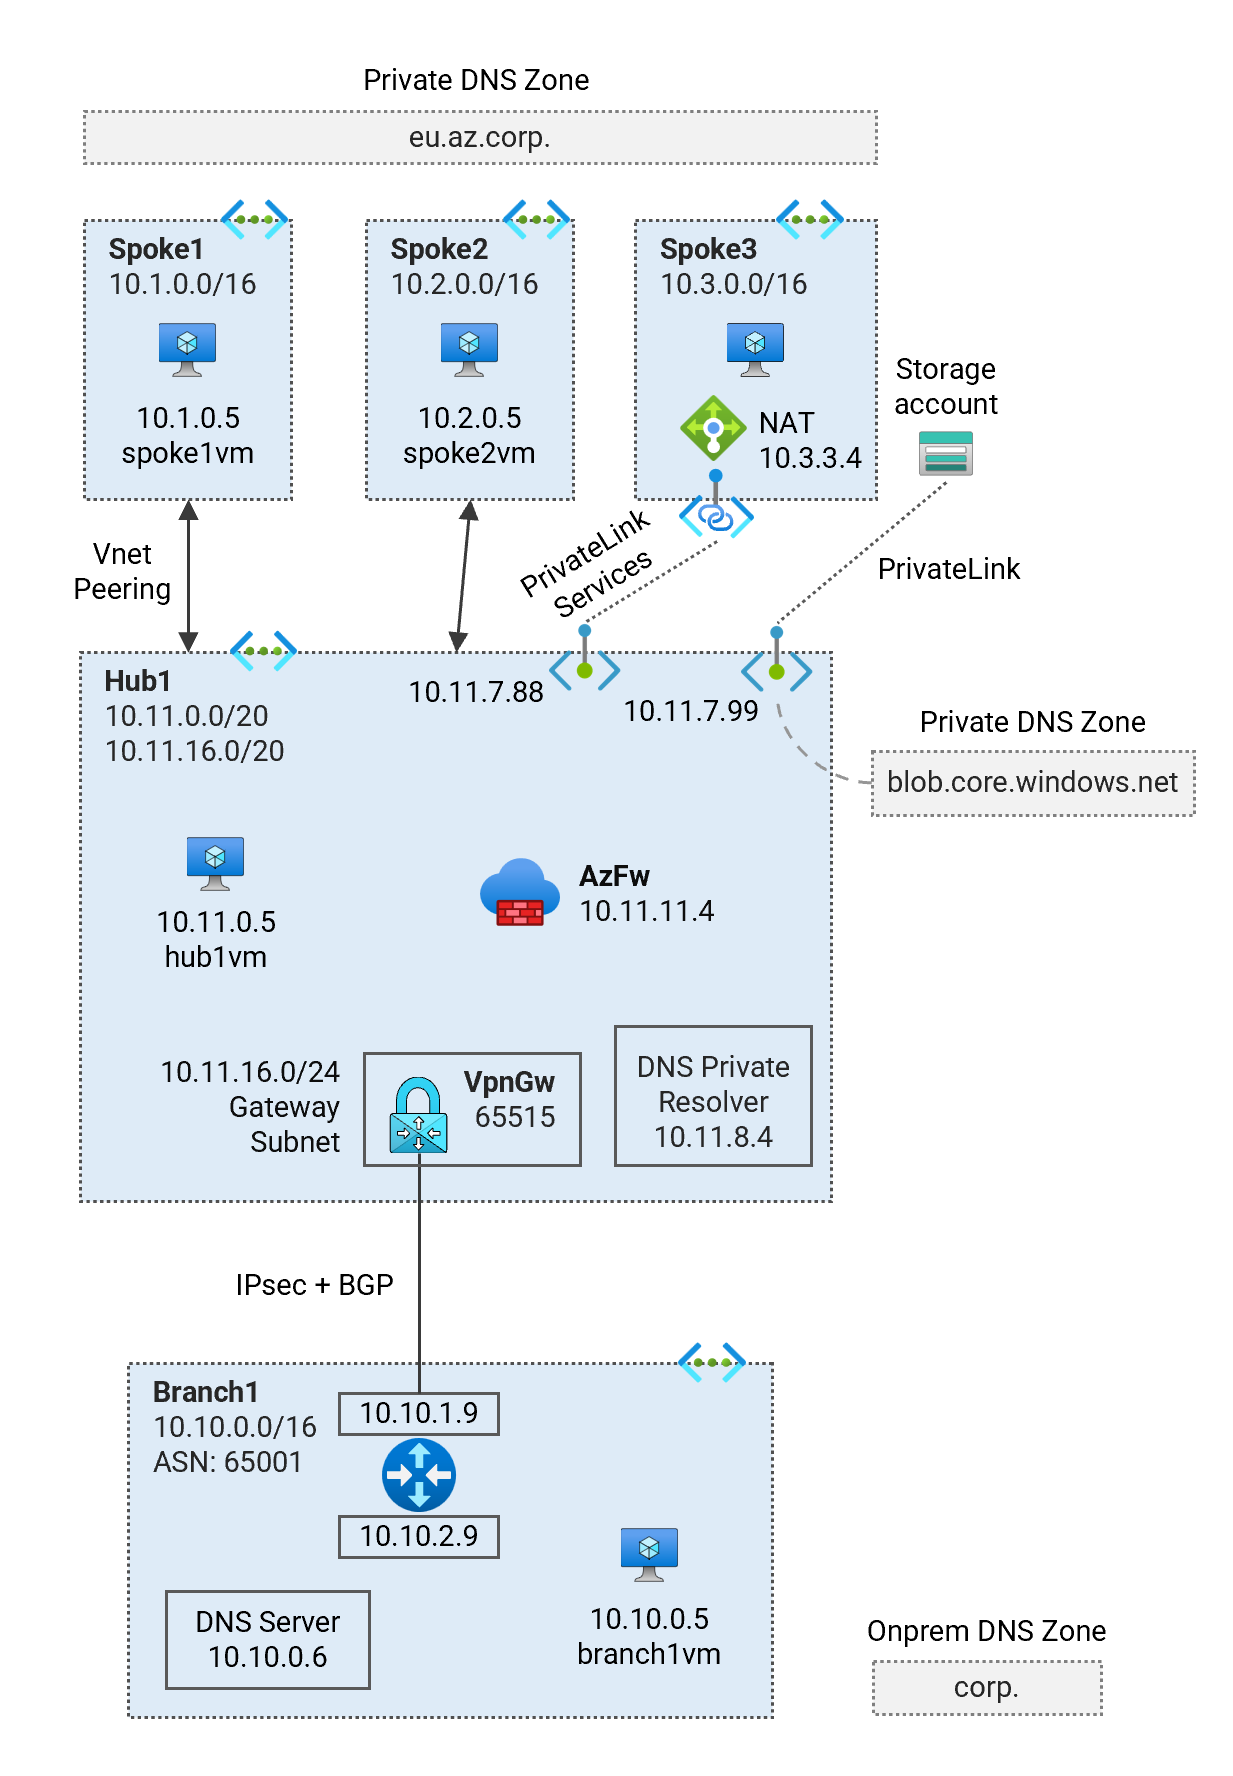 Private DNS Zone
eu.az.corp.
Spoke1
10.1.0.0/16
10.1.0.5
spoke1vm
Spoke2
10.2.0.0/16
10.2.0.5
spoke2vm
Spoke3
10.3.0.0/16
NAT
10.3.3.4
Storage
account
Vnet
Peering
PrivateLink
Services
PrivateLink
Hub1
10.11.0.0/20
10.11.16.0/20
10.11.7.88
10.11.7.99
Private DNS Zone
blob.core.windows.net
10.11.0.5
hub1vm
AzFw
10.11.11.4
10.11.16.0/24
Gateway
Subnet
VpnGw
65515
DNS Private
Resolver
10.11.8.4
IPsec + BGP
Branch1
10.10.0.0/16
ASN: 65001
10.10.1.9
10.10.2.9
DNS Server
10.10.0.6
10.10.0.5
branch1vm
Onprem DNS Zone
corp.